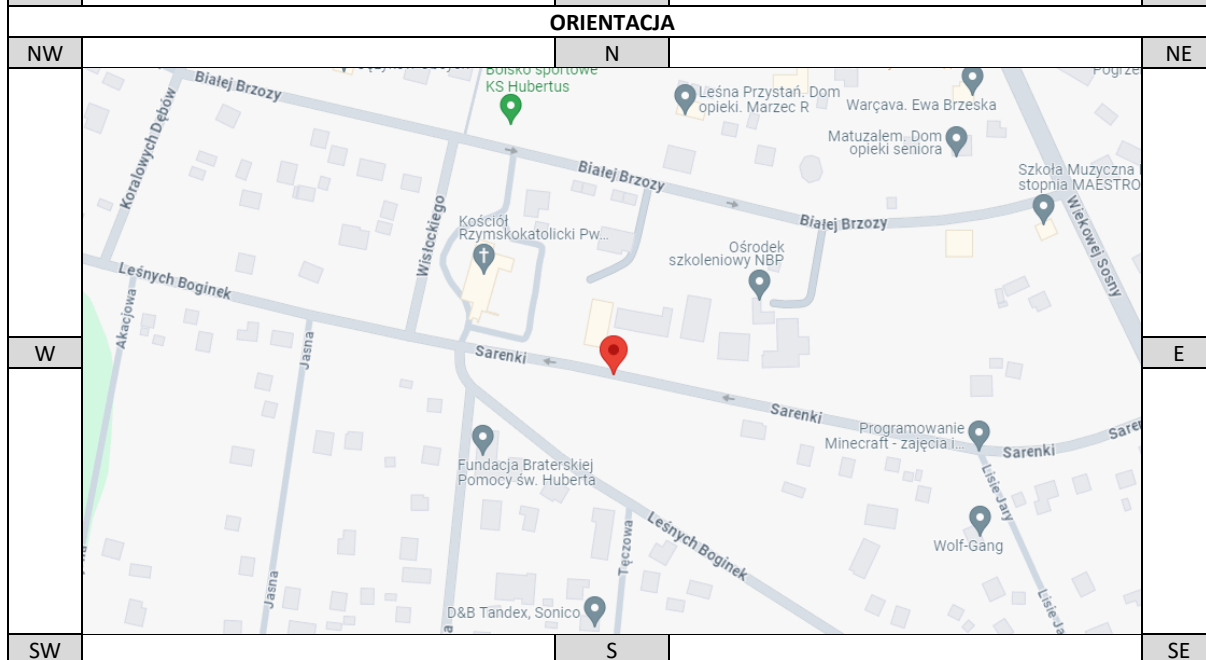 ORIENTACJA
NW
N
NE
Boisko sportowe
KS Hubertus
Białej Brzozy
Leśna Przystań. Dom
opieki. Marzec R
Warçava. Ewa Brzeska
Matuzalem. Dom
opieki seniora
Koralowych Dębów
Białej Brzozy
Szkoła Muzyczna I
stopnia MAESTRO
Wisłockiego
Kościół
Rzymskokatolicki Pw...
Białej Brzozy
Wiekowej Sosny
Ośrodek
szkoleniowy NBP
Leśnych Boginek
Akacjowa
Jasna
W
Sarenki
E
Sarenki
Programowanie
Minecraft - zajęcia i...
Sarenki
Fundacja Braterskiej
Pomocy św. Huberta
Lisie Jary
Leśnych Boginek
Tęczowa
Wolf-Gang
Jasna
D&B Tandex, Sonico
SW
S
SE